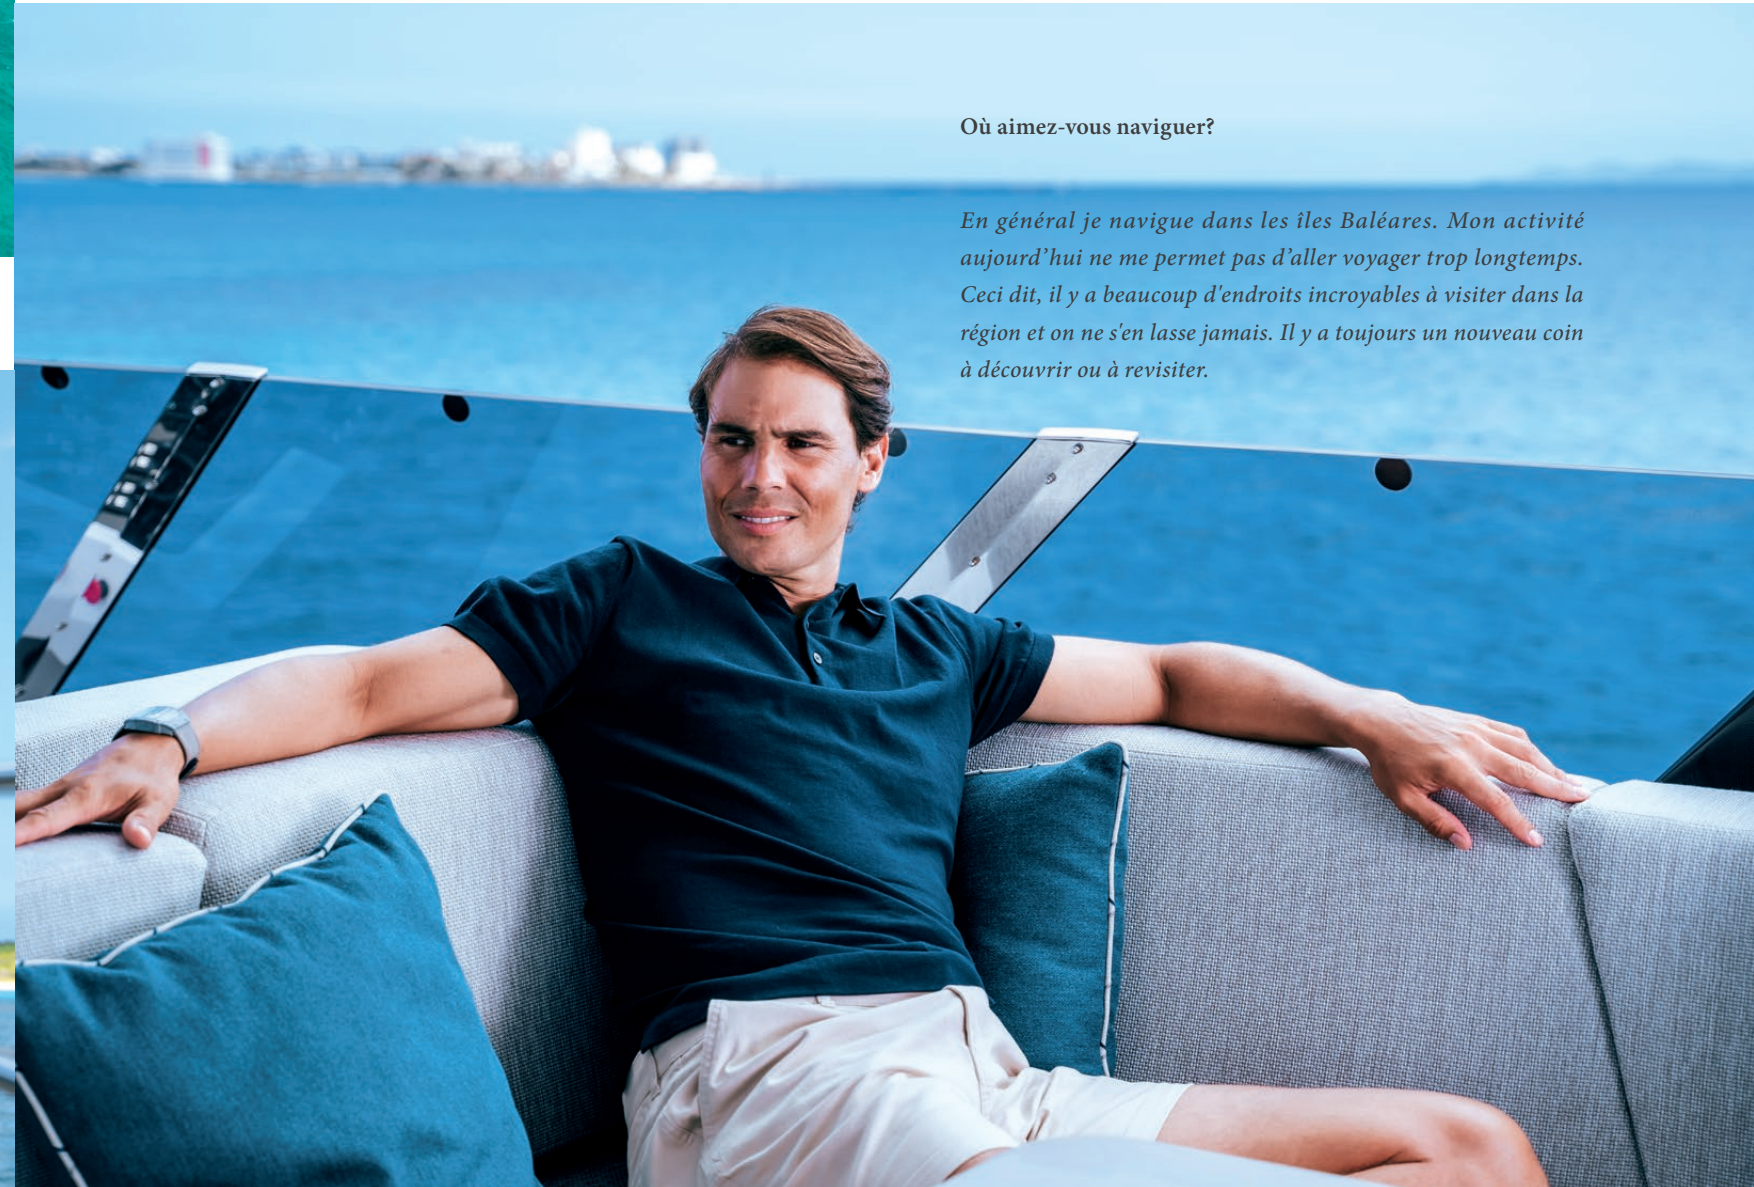 Où aimez-vous naviguer?
En général je navigue dans les îles Baléares. Mon activité
aujourd’hui ne me permet pas d’aller voyager trop longtemps.
Ceci dit, il y a beaucoup d'endroits incroyables à visiter dans la
région et on ne s'en lasse jamais. Il y a toujours un nouveau coin
à découvrir ou à revisiter.